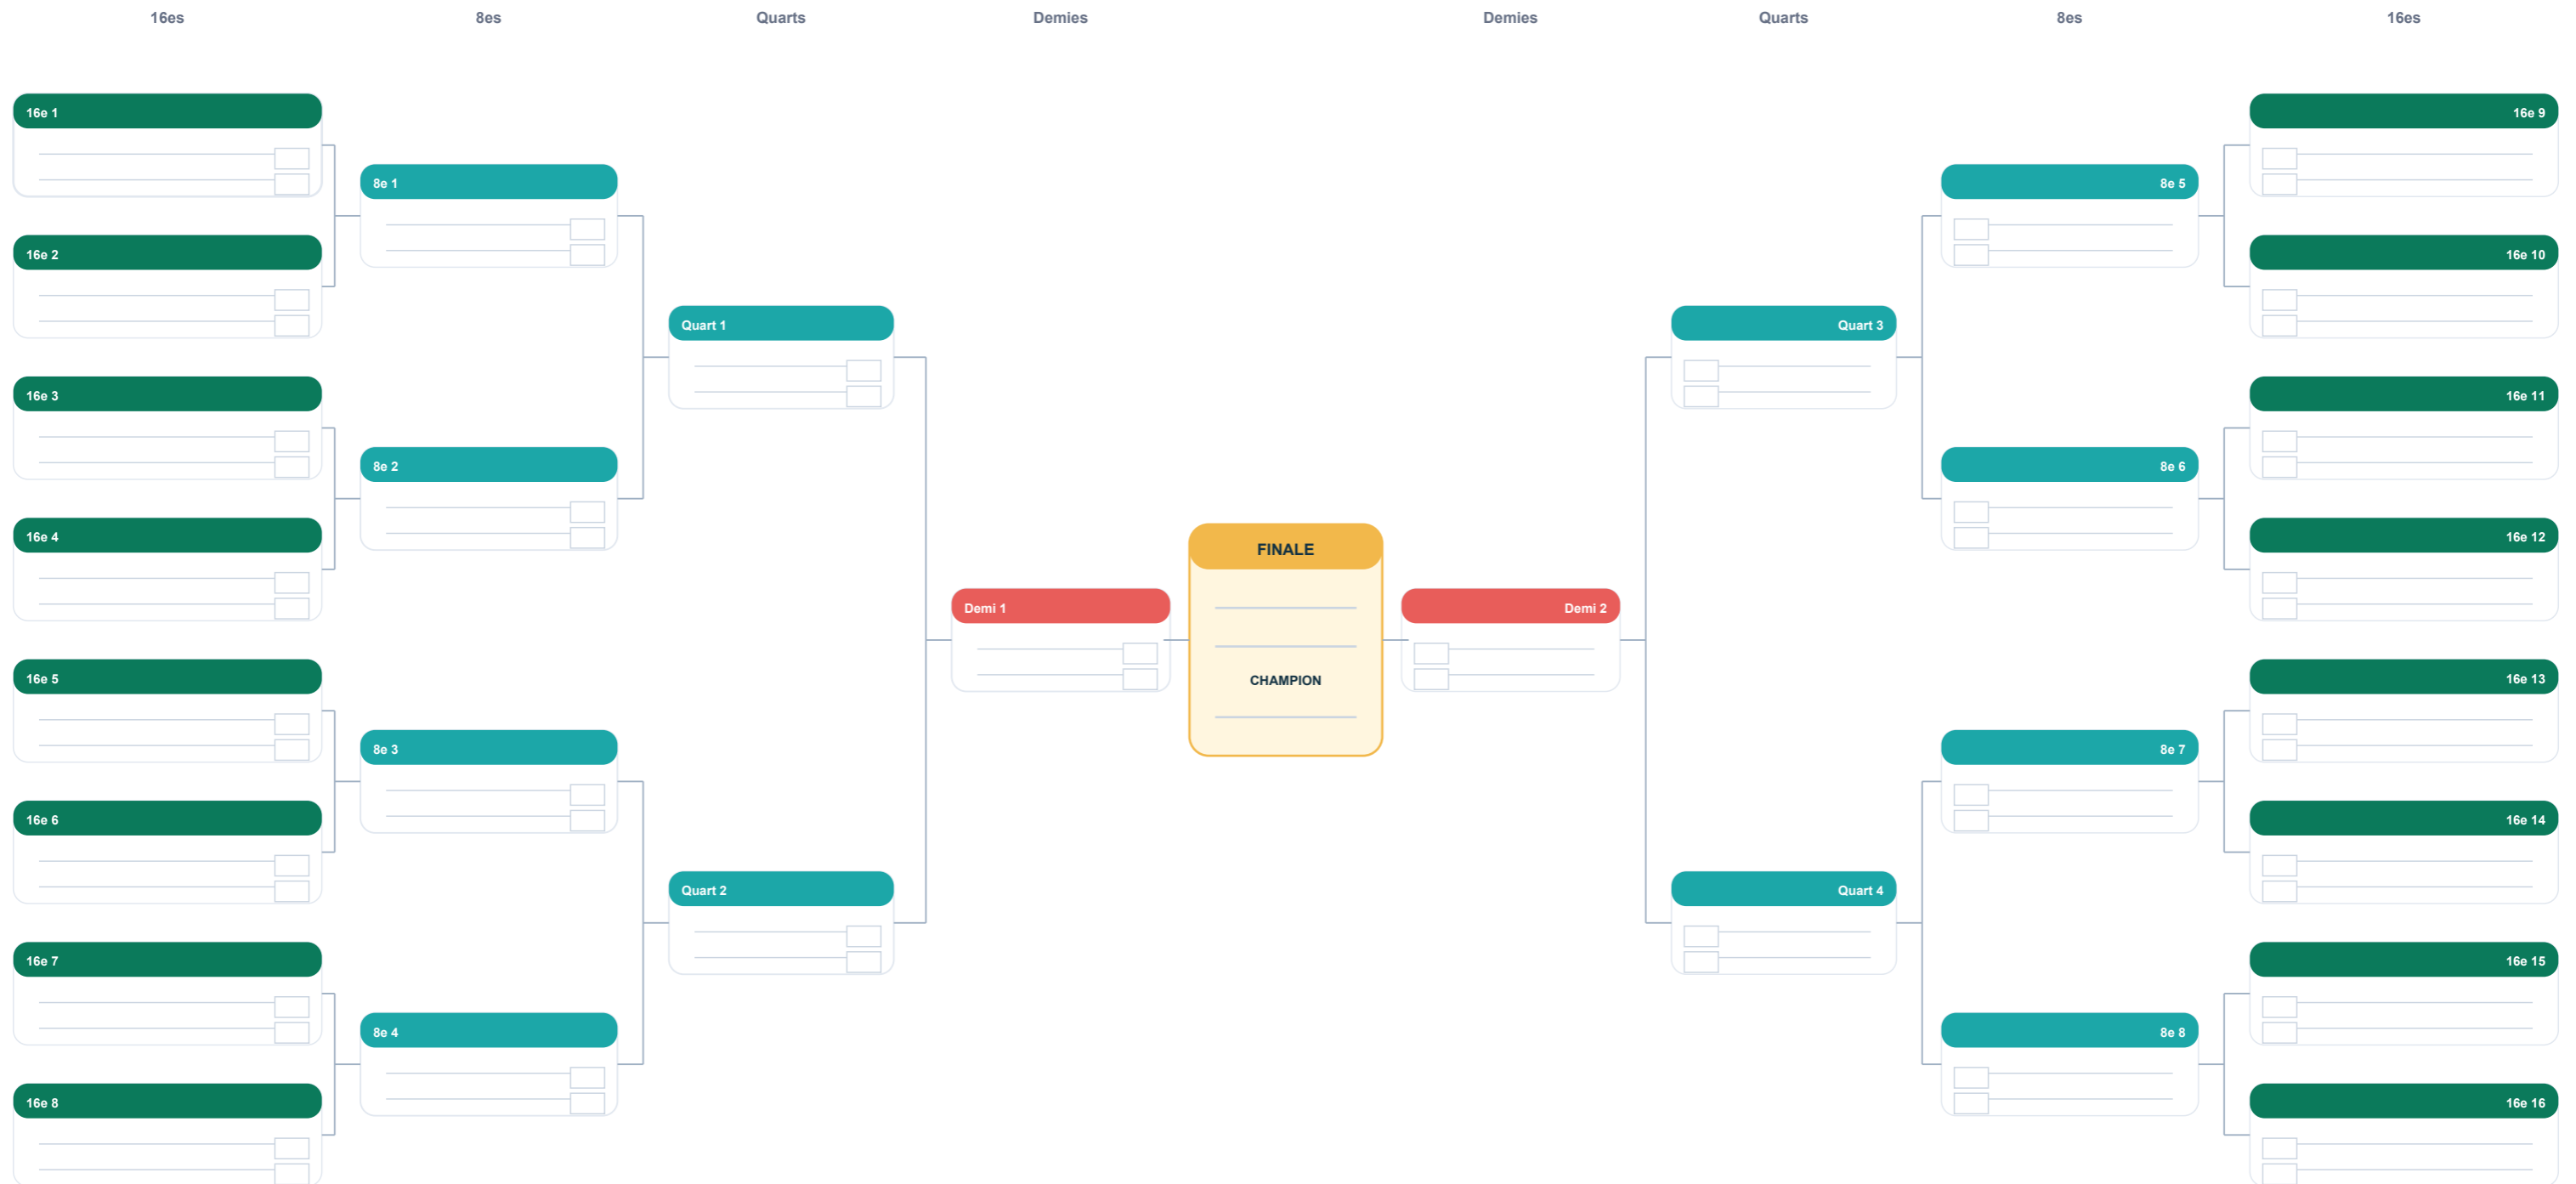 16es
8es
Quarts
Demies
Demies
Quarts
8es
16es
16e 1
16e 2
16e 3
16e 4
16e 5
16e 6
16e 7
16e 8
8e 1
8e 2
8e 3
8e 4
Quart 1
Quart 2
Demi 1
FINALE
CHAMPION
Demi 2
Quart 3
Quart 4
8e 5
8e 6
8e 7
8e 8
16e 9
16e 10
16e 11
16e 12
16e 13
16e 14
16e 15
16e 16